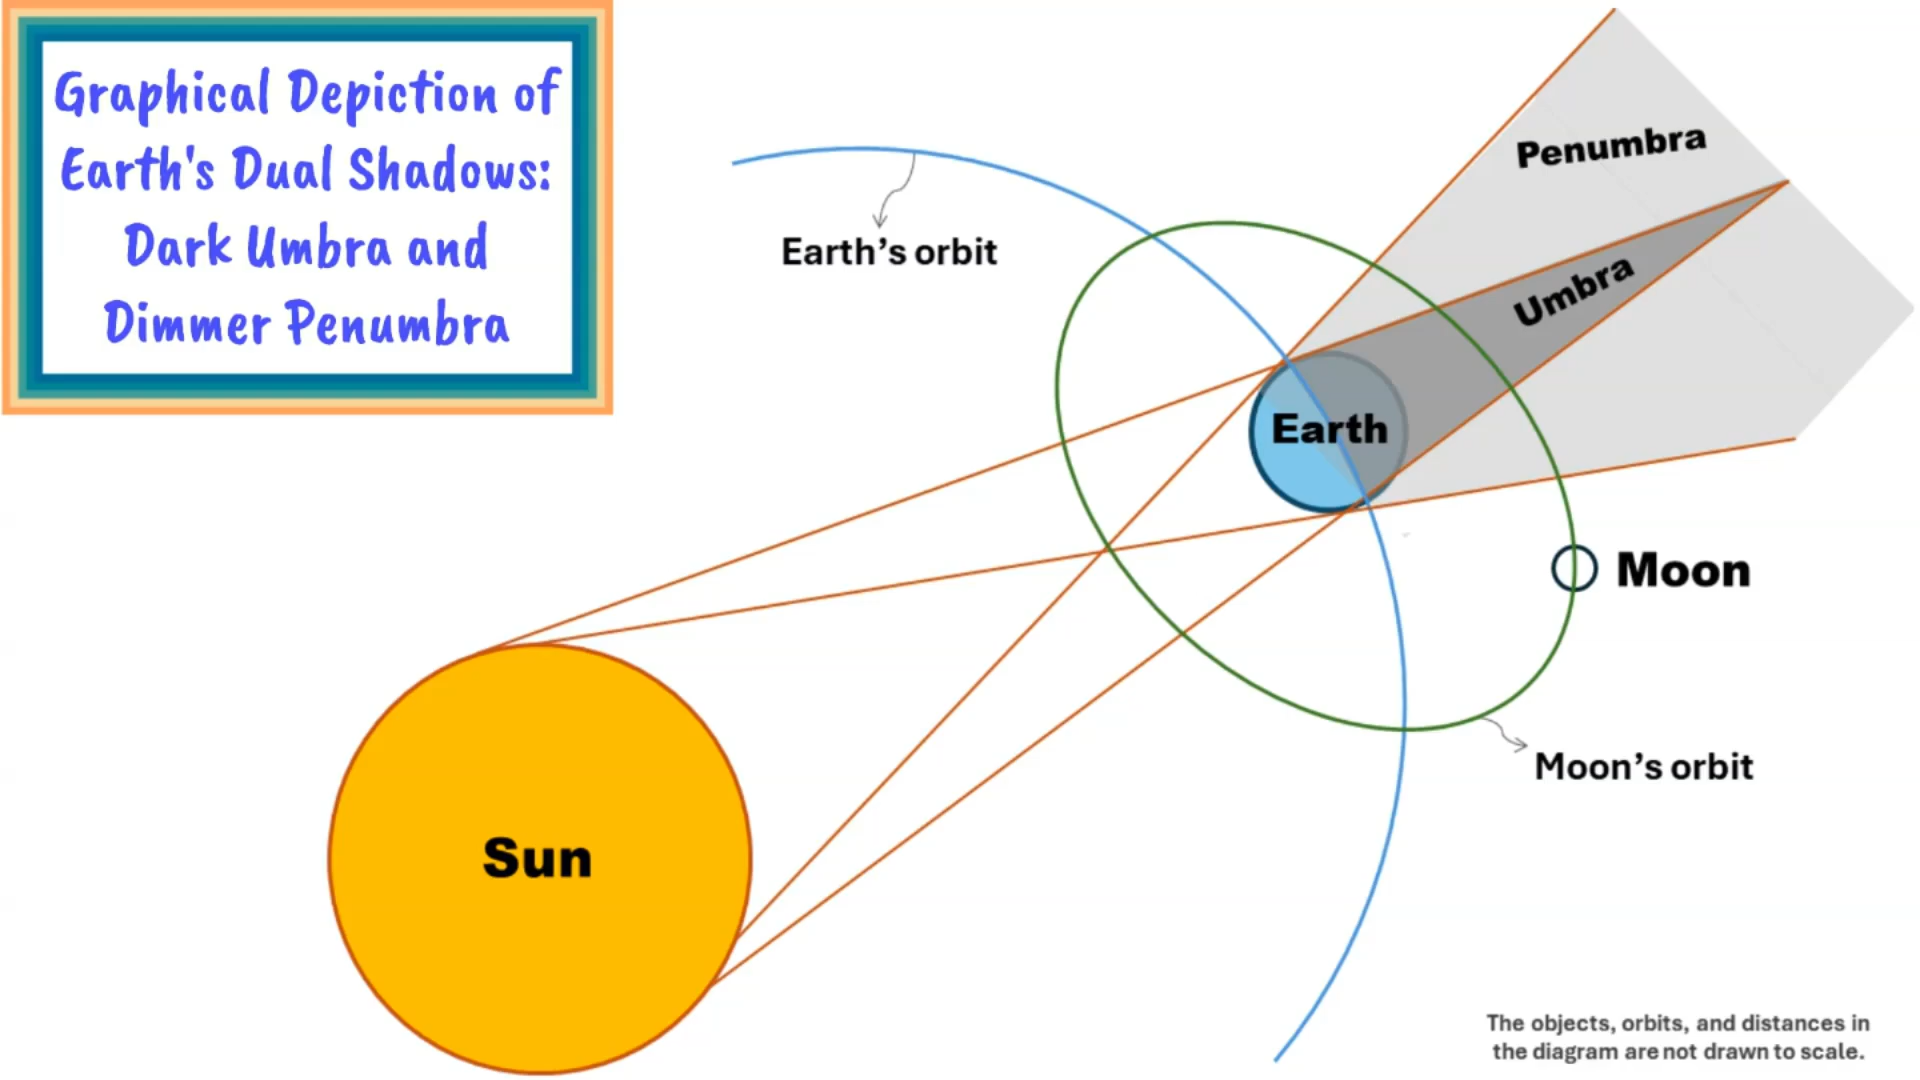 Graphical Depiction of
Earth's Dual Shadows:
Dark Umbra and
Dimmer Penumbra
Penumbra
Earth’s orbit
Umbra
Earth
Moon
Moon’s orbit
Sun
The objects, orbits, and distances in
the diagram are not drawn to scale.